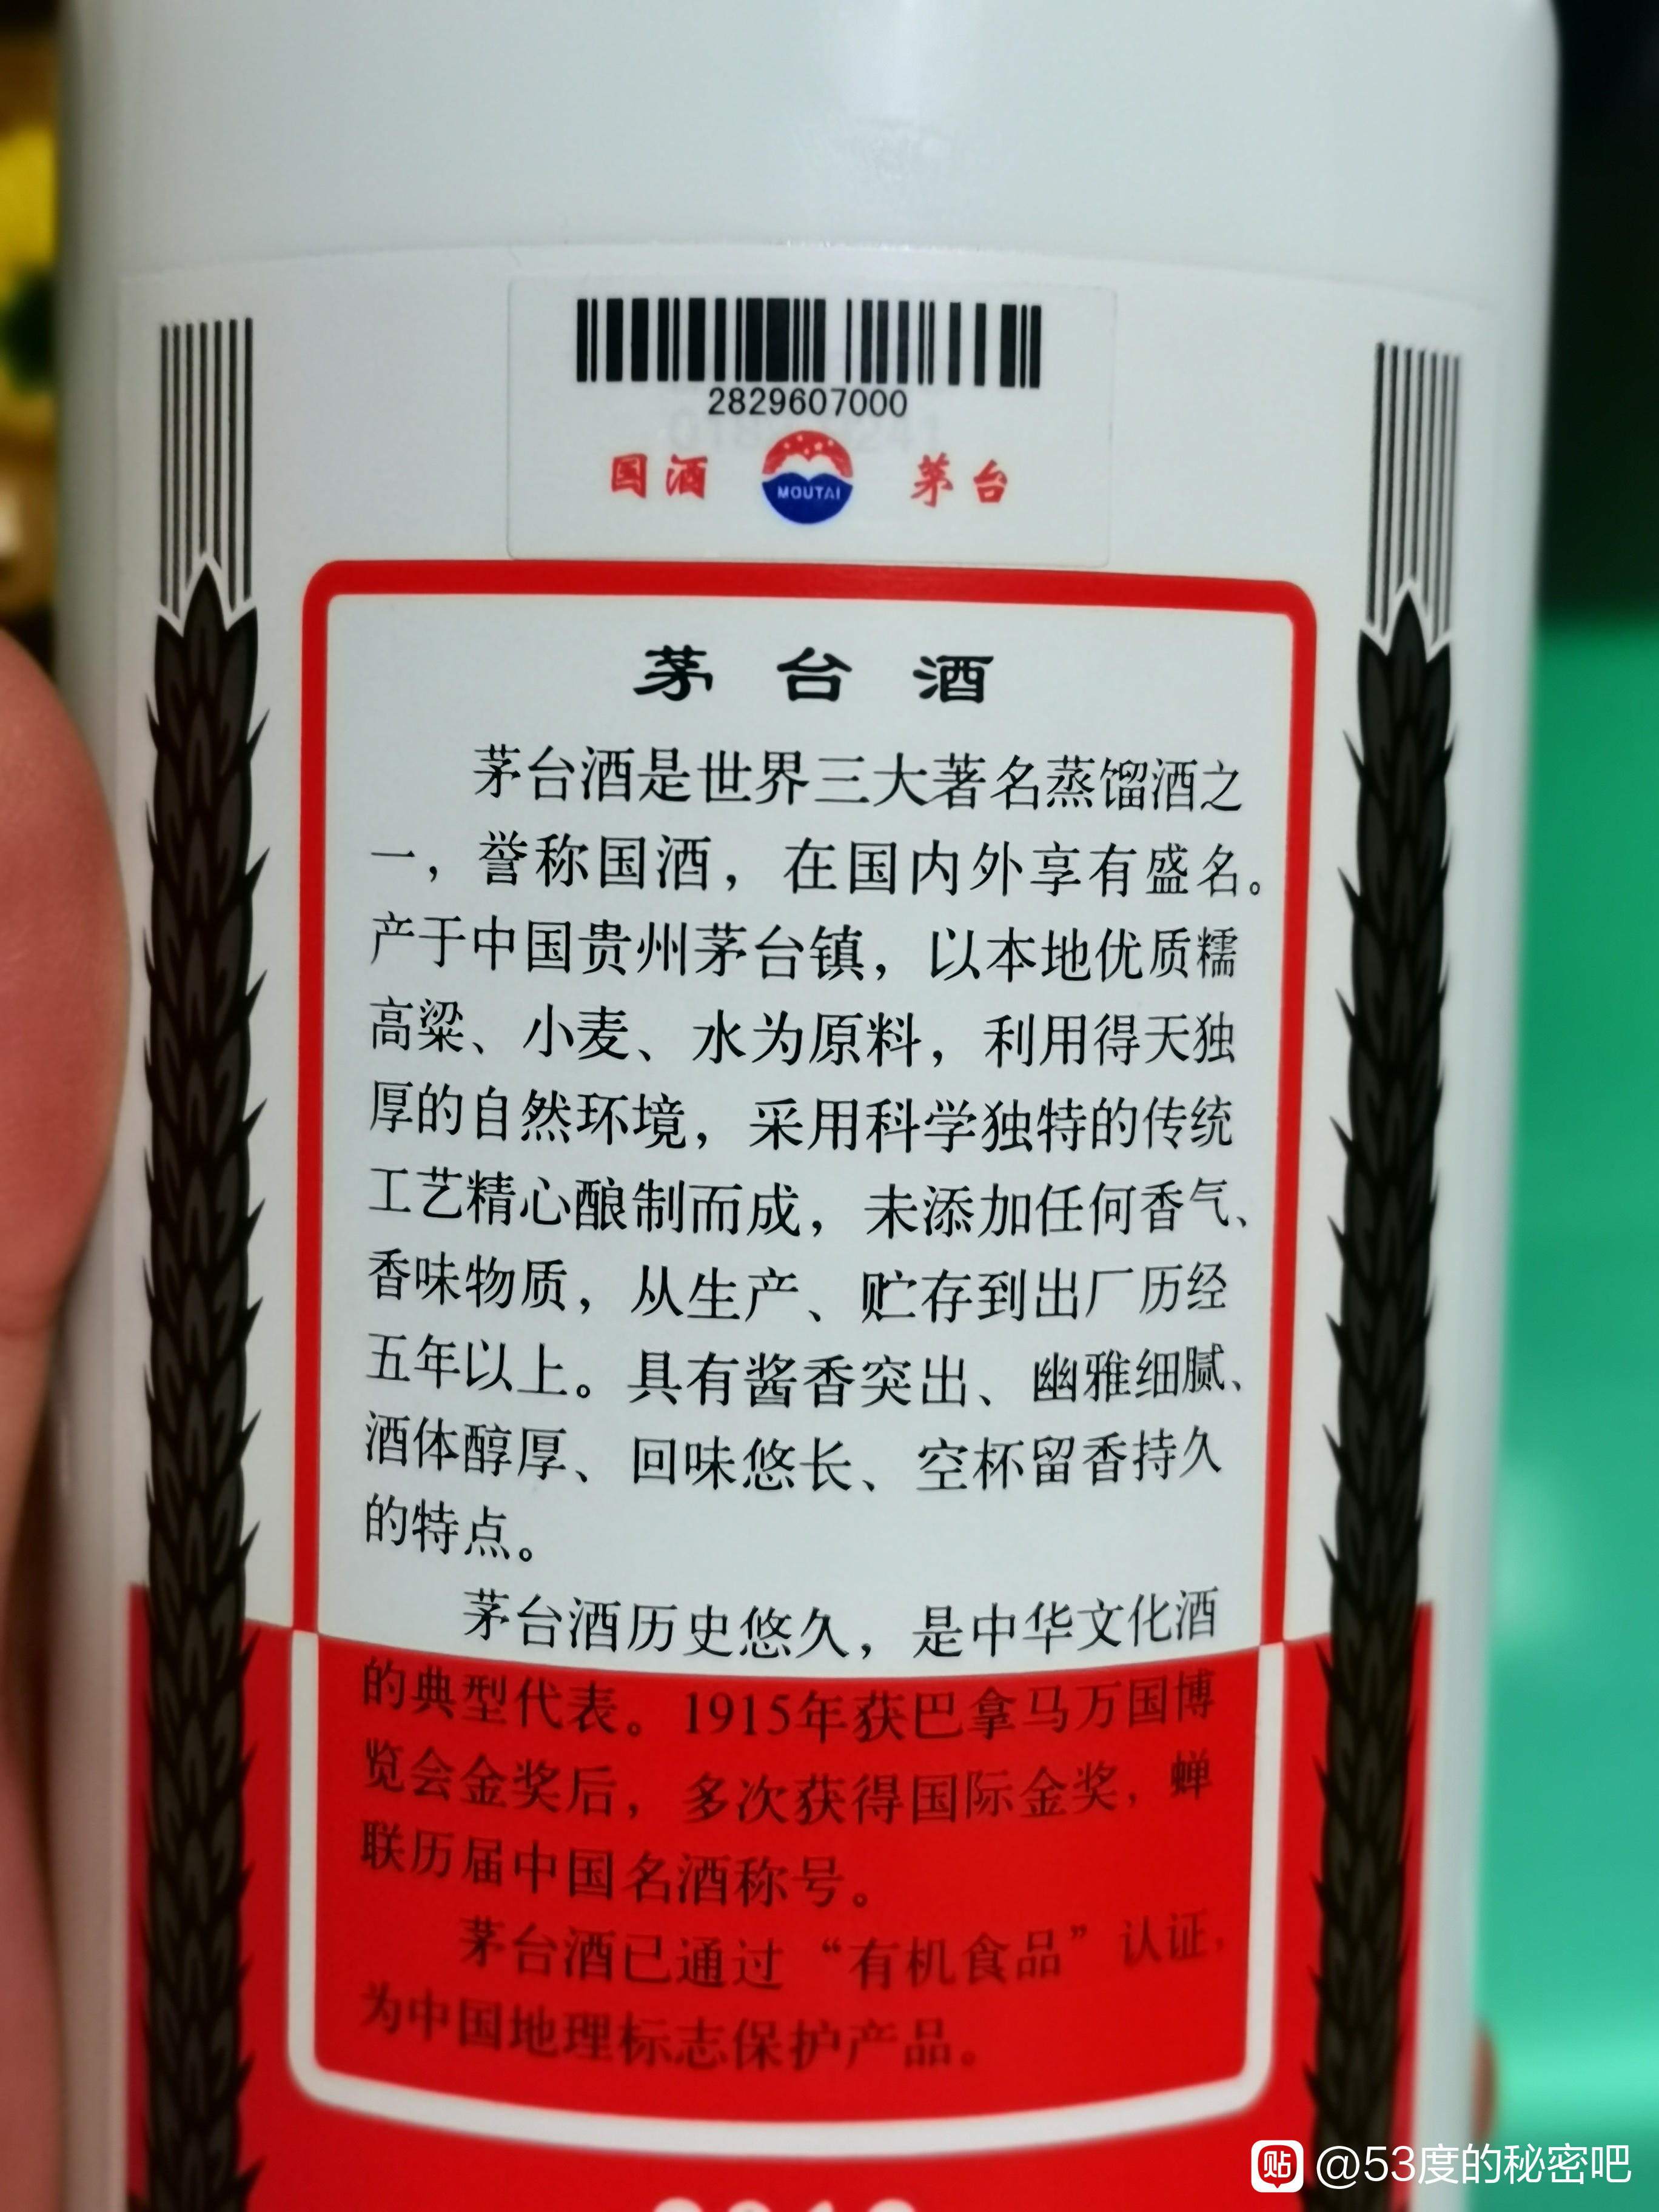 2829607000
国酒 MOUTAI 茅台
茅台酒
茅台酒是世界三大著名蒸馏酒之
一，誉称国酒，在国内外享有盛名。
产于中国贵州茅台镇，以本地优质糯
高粱、小麦、水为原料，利用得天独
厚的自然环境，采用科学独特的传统
工艺精心酿制而成，未添加任何香气、
香味物质，从生产、贮存到出厂历经
五年以上。具有酱香突出、幽雅细腻、
酒体醇厚、回味悠长、空杯留香持久
的特点。
茅台酒历史悠久，是中华文化酒
的典型代表。1915年获巴拿马万国博
览会金奖后，多次获得国际金奖，蝉
联历届中国名酒称号。
茅台酒已通过“有机食品”认证，
为中国地理标志保护产品。
贴 @53度的秘密吧